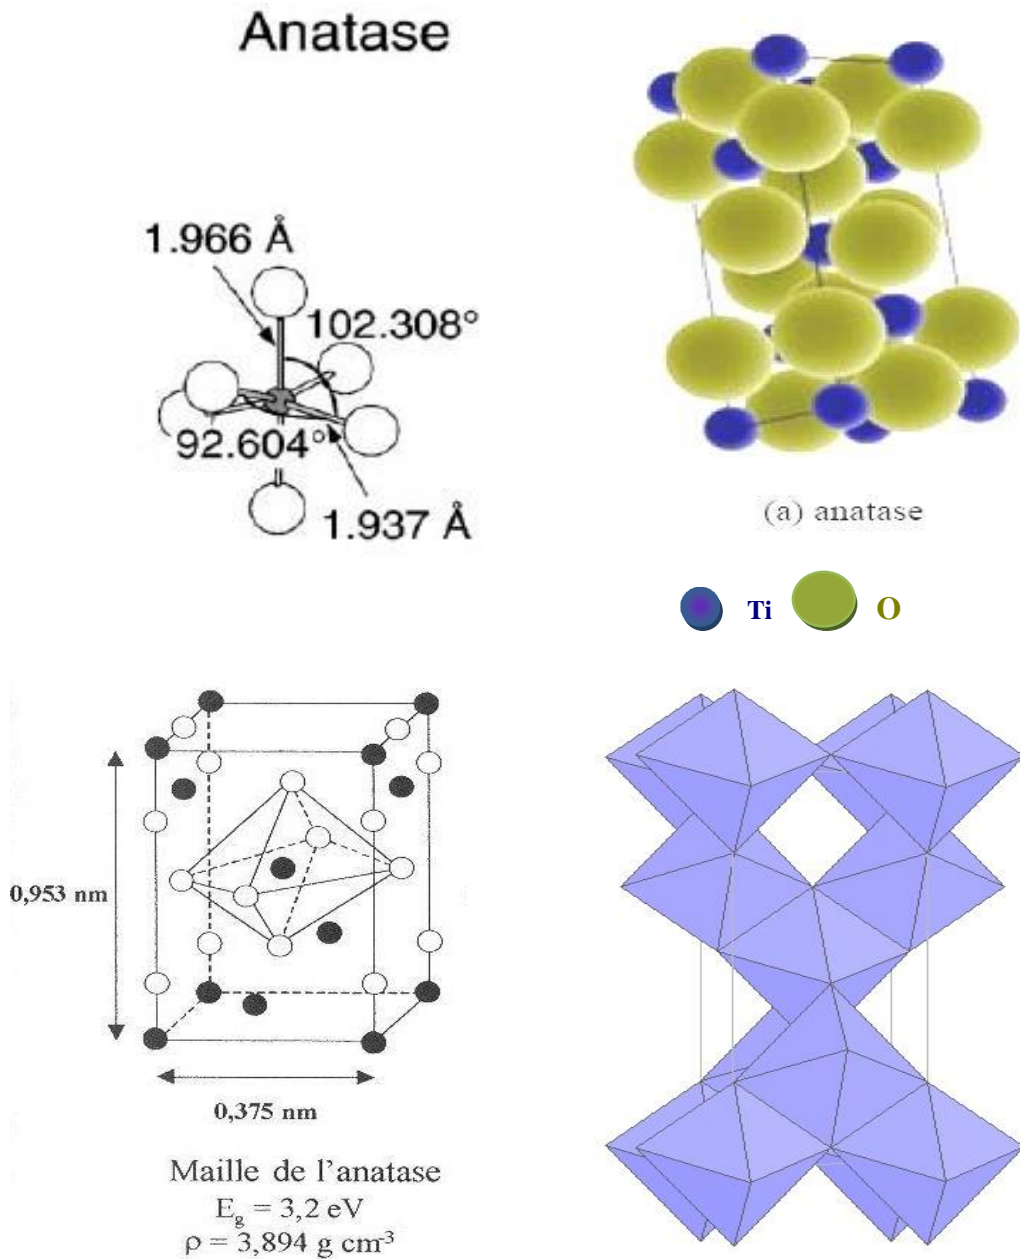 Anatase
1.966 Å
102.308°
92.604°
1.937 Å
(a) anatase
Ti O
0,953 nm
0,375 nm
Maille de l'anatase
E_g = 3,2 eV
ρ = 3,894 g cm⁻³